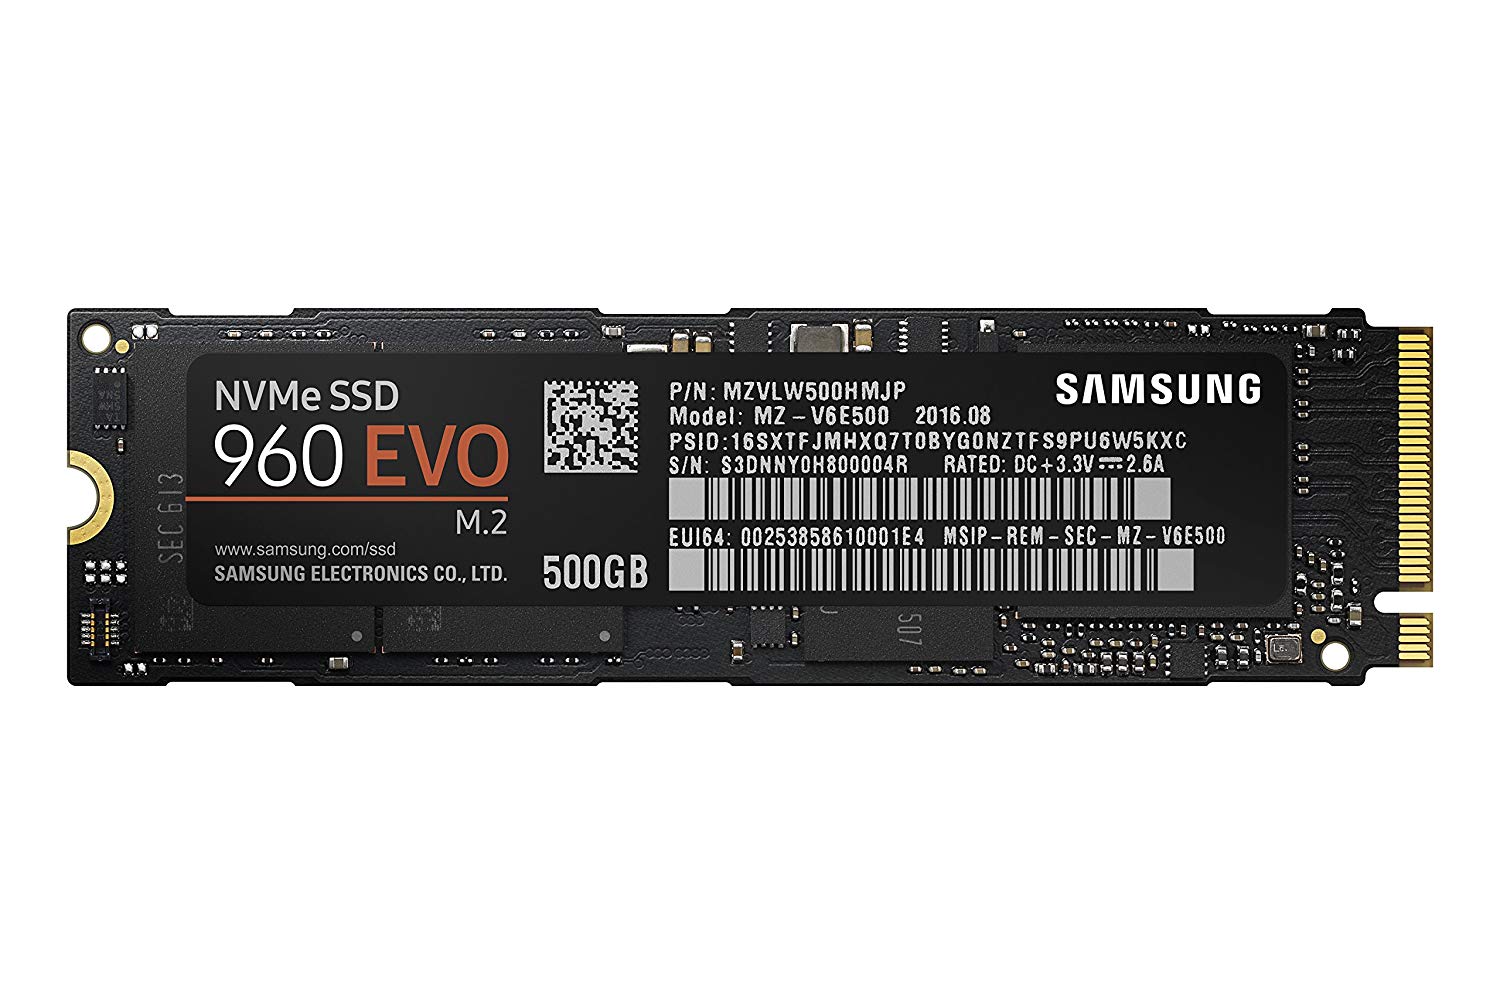 NVMe SSD
960 EVO
M.2
www.samsung.com/ssd
SAMSUNG ELECTRONICS CO., LTD.
500GB
P/N: MZVLW500HMJP
Model: MZ-V6E500 2016.08
PSID:16SXTFJMHXQ7T0BYG0NZTFS9PU6W5KXC
S/N: S3DNNY0H800004R RATED: DC+3.3V⎓2.6A
EUI64: 00253858610001E4 MSIP-REM-SEC-MZ-V6E500
SAMSUNG
SEC 613
507